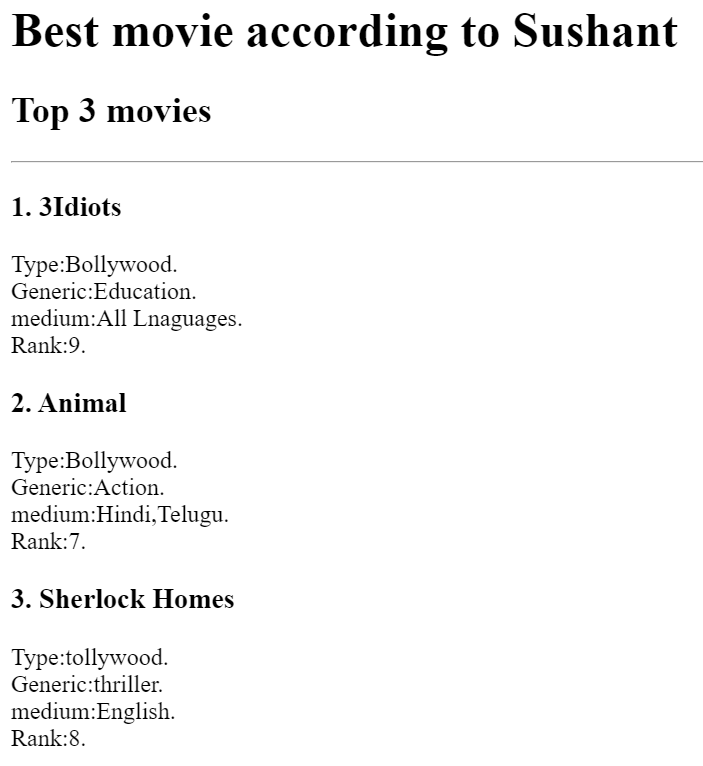 Best movie according to Sushant
Top 3 movies
1. 3Idiots
Type:Bollywood.
Generic:Education.
medium:All Lnaguages.
Rank:9.
2. Animal
Type:Bollywood.
Generic:Action.
medium:Hindi,Telugu.
Rank:7.
3. Sherlock Homes
Type:tollywood.
Generic:thriller.
medium:English.
Rank:8.